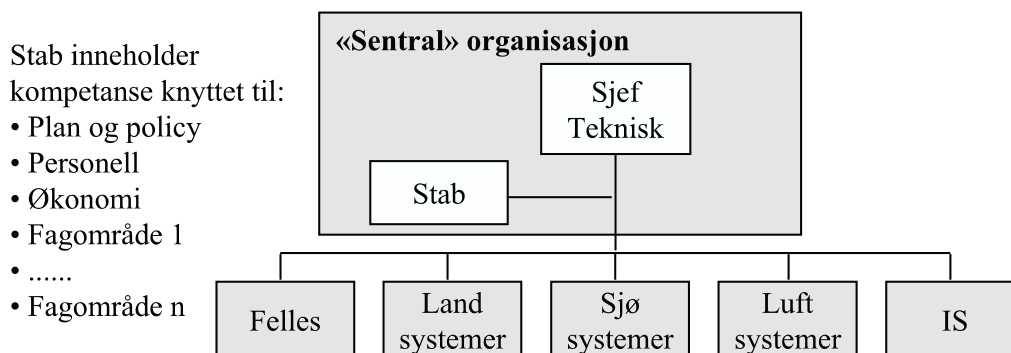 «Sentral» organisasjon
Stab inneholder
kompetanse knyttet til:
• Plan og policy
• Personell
• Økonomi
• Fagområde 1
• ......
• Fagområde n
Sjef
Teknisk
Stab
Felles
Land
systemer
Sjø
systemer
Luft
systemer
IS